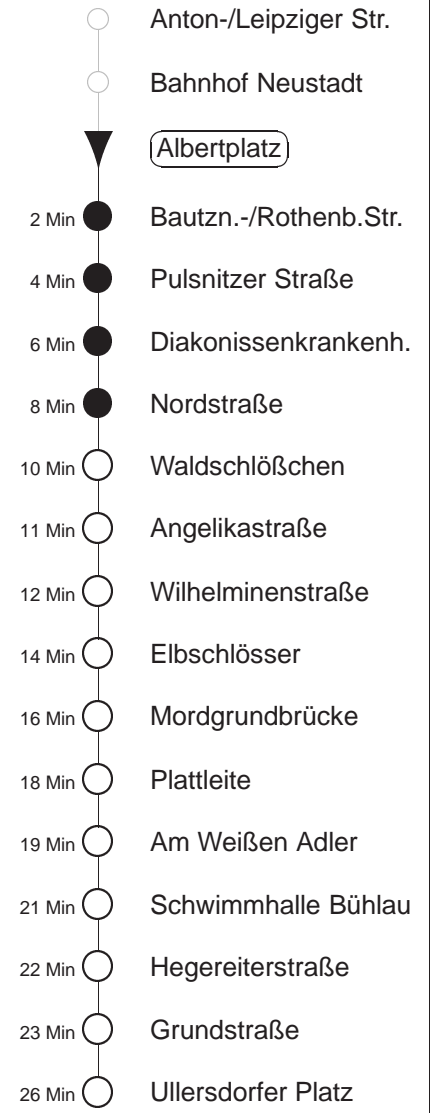 Anton-/Leipziger Str.
Bahnhof Neustadt
Albertplatz
2 Min Bautzn.-/Rothenb.Str.
4 Min Pulsnitzer Straße
6 Min Diakonissenkrankenh.
8 Min Nordstraße
10 Min Waldschlößchen
11 Min Angelikastraße
12 Min Wilhelminenstraße
14 Min Elbschlösser
16 Min Mordgrundbrücke
18 Min Plattleite
19 Min Am Weißen Adler
21 Min Schwimmhalle Bühlau
22 Min Hegereiterstraße
23 Min Grundstraße
26 Min Ullersdorfer Platz